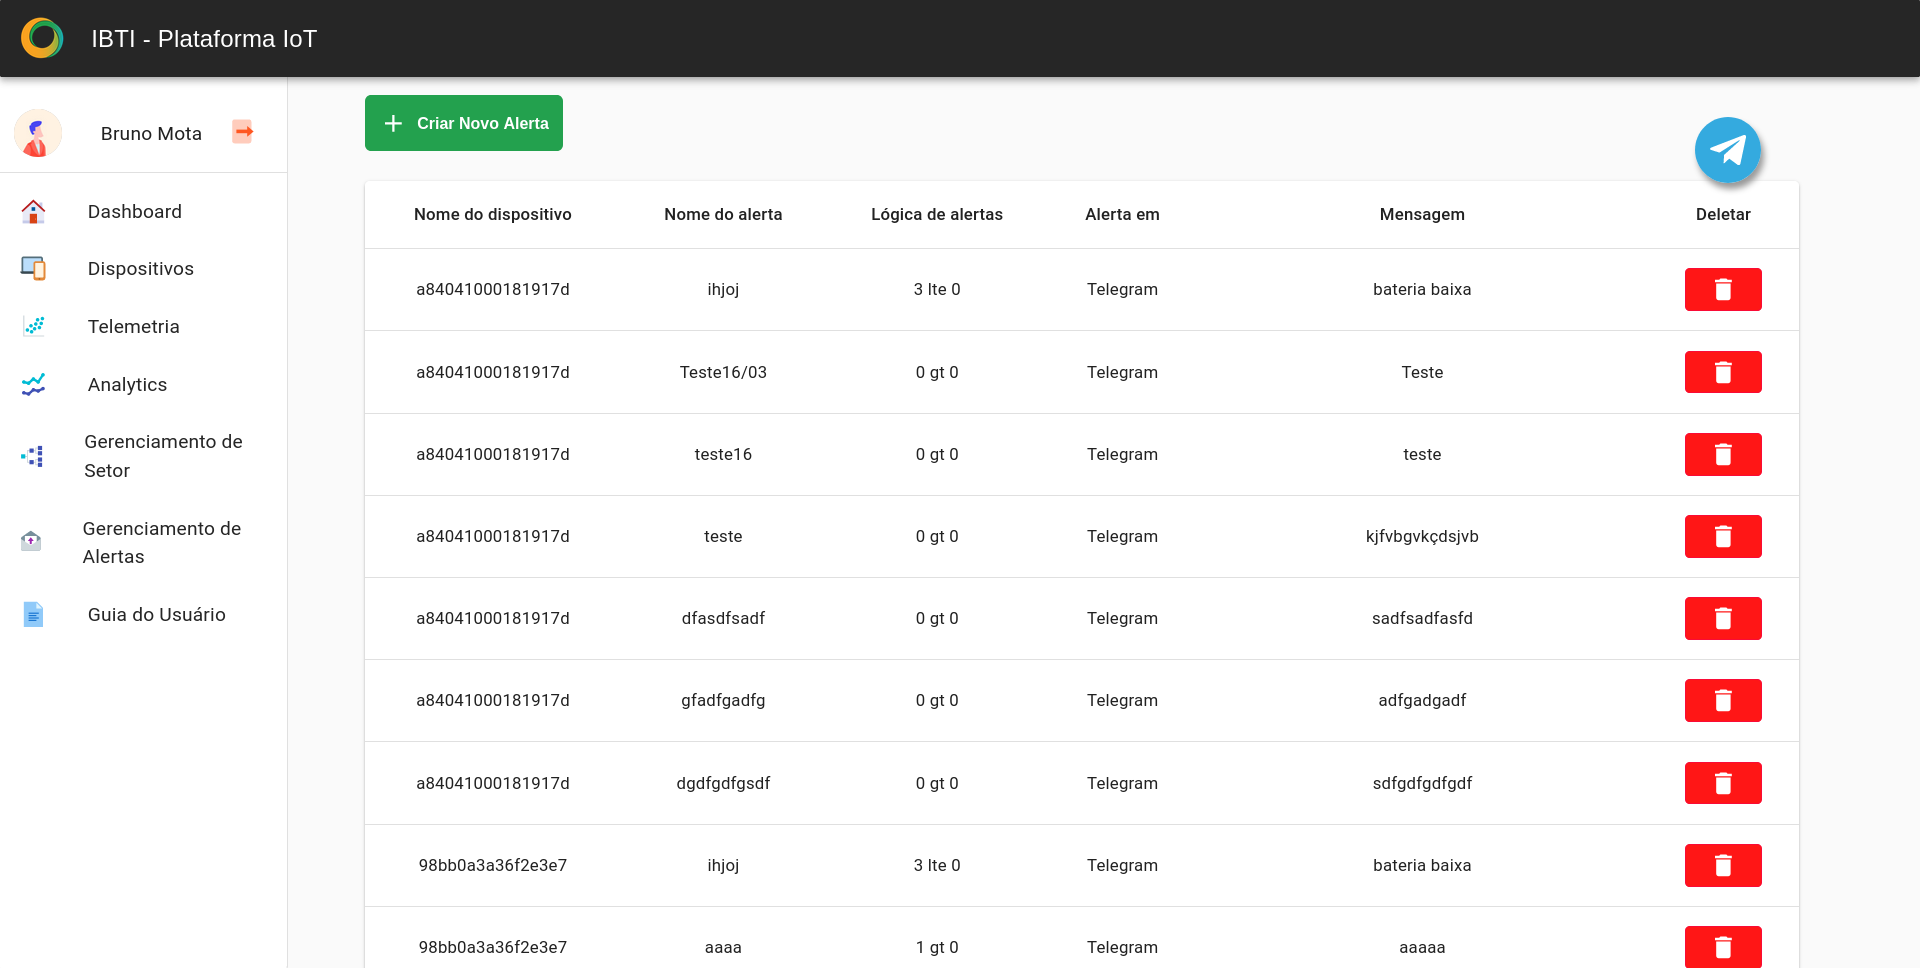 IBTI - Plataforma IoT
Bruno Mota
Dashboard
Dispositivos
Telemetria
Analytics
Gerenciamento de
Setor
Gerenciamento de
Alertas
Guia do Usuário
Criar Novo Alerta
Nome do dispositivo Nome do alerta Lógica de alertas Alerta em Mensagem Deletar
a84041000181917d ihjoj 3 lte 0 Telegram bateria baixa
a84041000181917d Teste16/03 0 gt 0 Telegram Teste
a84041000181917d teste16 0 gt 0 Telegram teste
a84041000181917d teste 0 gt 0 Telegram kjfvbgvkçdsjvb
a84041000181917d dfasdfsadf 0 gt 0 Telegram sadfsadfasfd
a84041000181917d gfadfgadfg 0 gt 0 Telegram adfgadgadf
a84041000181917d dgdfgdfgsdf 0 gt 0 Telegram sdfgdfgdfgdf
98bb0a3a36f2e3e7 ihjoj 3 lte 0 Telegram bateria baixa
98bb0a3a36f2e3e7 aaaa 1 gt 0 Telegram aaaaa